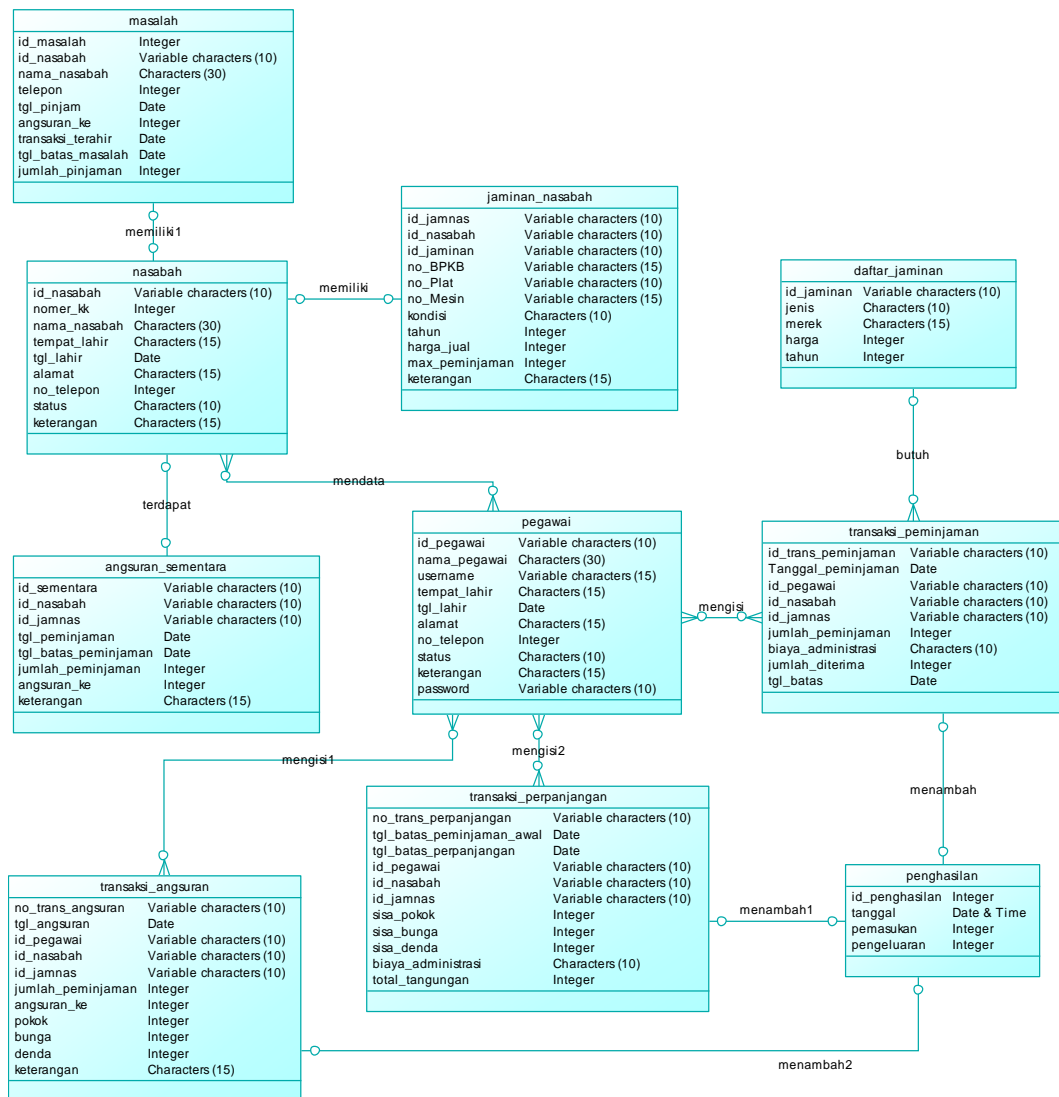 masalah
id_masalah Integer
id_nasabah Variable characters (10)
nama_nasabah Characters (30)
telepon Integer
tgl_pinjam Date
angsuran_ke Integer
transaksi_terahir Date
tgl_batas_masalah Date
jumlah_pinjaman Integer
memiliki1
nasabah
id_nasabah Variable characters (10)
nomer_kk Integer
nama_nasabah Characters (30)
tempat_lahir Characters (15)
tgl_lahir Date
alamat Characters (15)
no_telepon Integer
status Characters (10)
keterangan Characters (15)
memiliki
jaminan_nasabah
id_jamnas Variable characters (10)
id_nasabah Variable characters (10)
id_jaminan Variable characters (10)
no_BPKB Variable characters (15)
no_Plat Variable characters (10)
no_Mesin Variable characters (15)
kondisi Characters (10)
tahun Integer
harga_jual Integer
max_peminjaman Integer
keterangan Characters (15)
daftar_jaminan
id_jaminan Variable characters (10)
jenis Characters (10)
merek Characters (15)
harga Integer
tahun Integer
butuh
mendata
terdapat
angsuran_sementara
id_sementara Variable characters (10)
id_nasabah Variable characters (10)
id_jamnas Variable characters (10)
tgl_peminjaman Date
tgl_batas_peminjaman Date
jumlah_peminjaman Integer
angsuran_ke Integer
keterangan Characters (15)
pegawai
id_pegawai Variable characters (10)
nama_pegawai Characters (30)
username Variable characters (15)
tempat_lahir Characters (15)
tgl_lahir Date
alamat Characters (15)
no_telepon Integer
status Characters (10)
keterangan Characters (15)
password Variable characters (10)
mengisi
transaksi_peminjaman
id_trans_peminjaman Variable characters (10)
Tanggal_peminjaman Date
id_pegawai Variable characters (10)
id_nasabah Variable characters (10)
id_jamnas Variable characters (10)
jumlah_peminjaman Integer
biaya_administrasi Characters (10)
jumlah_diterima Integer
tgl_batas Date
mengisi1
mengisi2
menambah
transaksi_perpanjangan
no_trans_perpanjangan Variable characters (10)
tgl_batas_peminjaman_awal Date
tgl_batas_perpanjangan Date
id_pegawai Variable characters (10)
id_nasabah Variable characters (10)
id_jamnas Variable characters (10)
sisa_pokok Integer
sisa_bunga Integer
sisa_denda Integer
biaya_administrasi Characters (10)
total_tangungan Integer
menambah1
penghasilan
id_penghasilan Integer
tanggal Date & Time
pemasukan Integer
pengeluaran Integer
transaksi_angsuran
no_trans_angsuran Variable characters (10)
tgl_angsuran Date
id_pegawai Variable characters (10)
id_nasabah Variable characters (10)
id_jamnas Variable characters (10)
jumlah_peminjaman Integer
angsuran_ke Integer
pokok Integer
bunga Integer
denda Integer
keterangan Characters (15)
menambah2